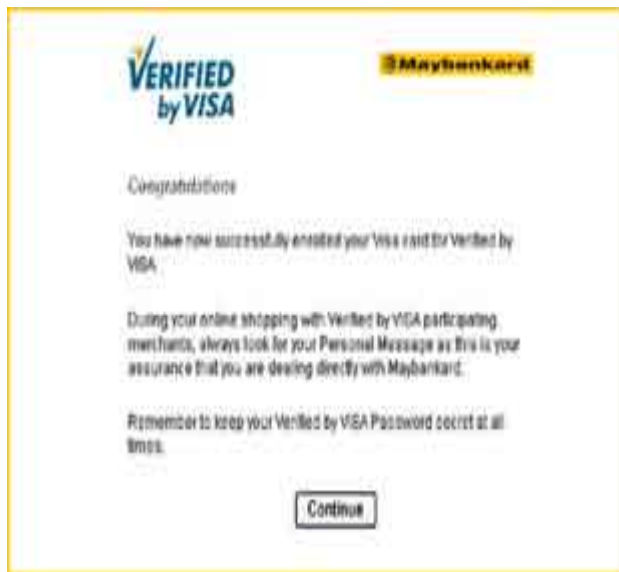 VERIFIED
by VISA
Maybankard
Congratulations
You have now successfully enrolled your Visa card for Verified by
VISA.
During your online shopping with Verified by VISA participating
merchants, always look for your Personal Message as this is your
assurance that you are dealing directly with Maybankard.
Remember to keep your Verified by VISA Password secret at all
times.
Continue